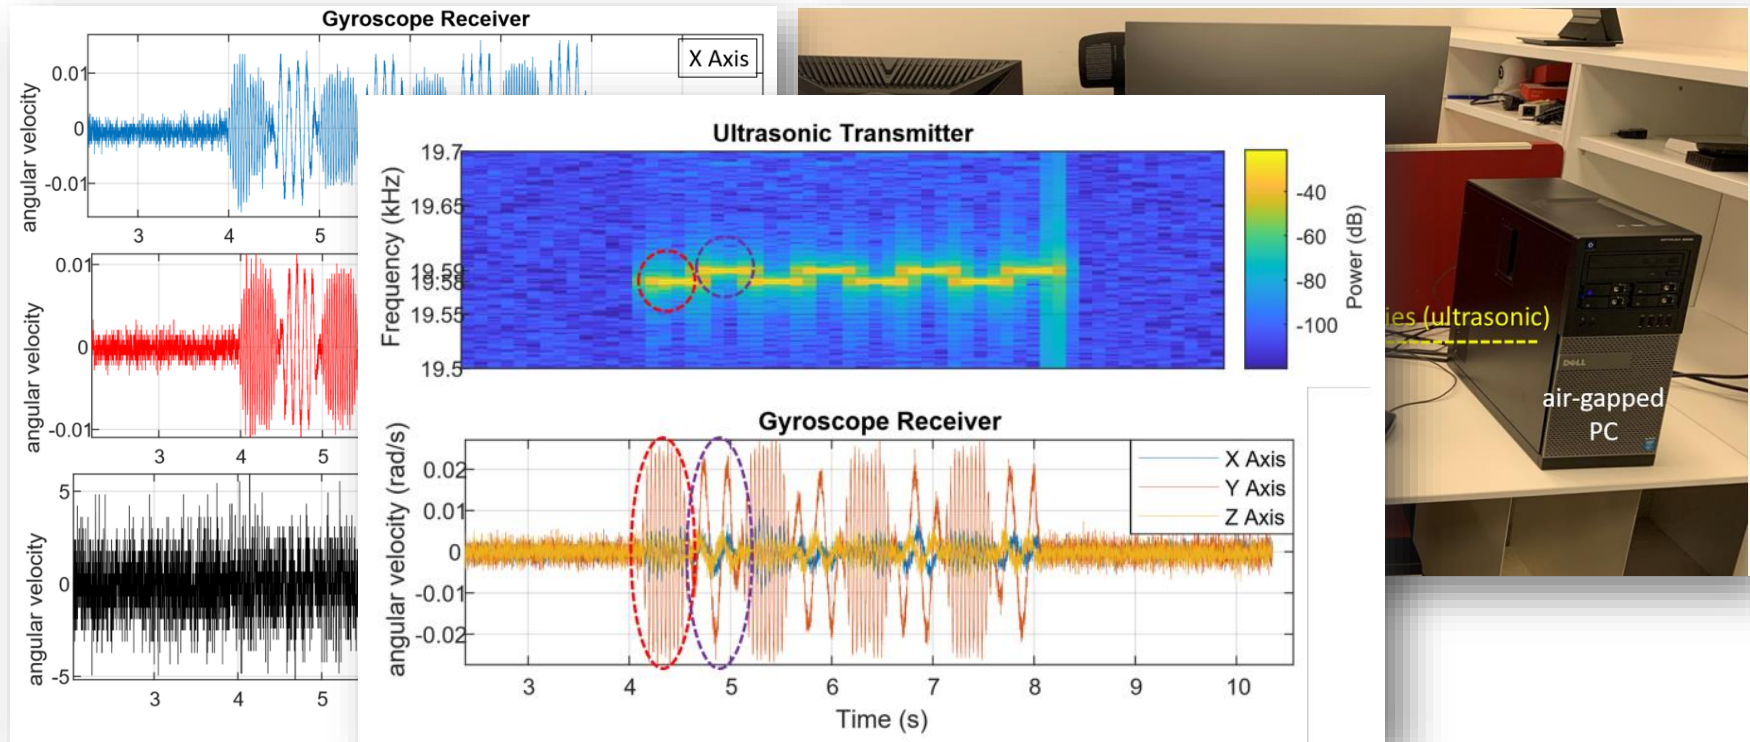 Gyroscope Receiver
X Axis
angular velocity
0.01
0
-0.01
3
4
5
angular velocity
0.01
0
-0.01
3
4
5
angular velocity
5
0
-5
3
4
5
Ultrasonic Transmitter
Frequency (kHz)
19.7
19.65
19.59
19.58
19.55
19.5
-40
-60
-80
-100
Power (dB)
Gyroscope Receiver
angular velocity (rad/s)
0.02
0.01
0
-0.01
-0.02
X Axis
Y Axis
Z Axis
3
4
5
6
7
8
9
10
Time (s)
ies (ultrasonic)
DELL
air-gapped
PC